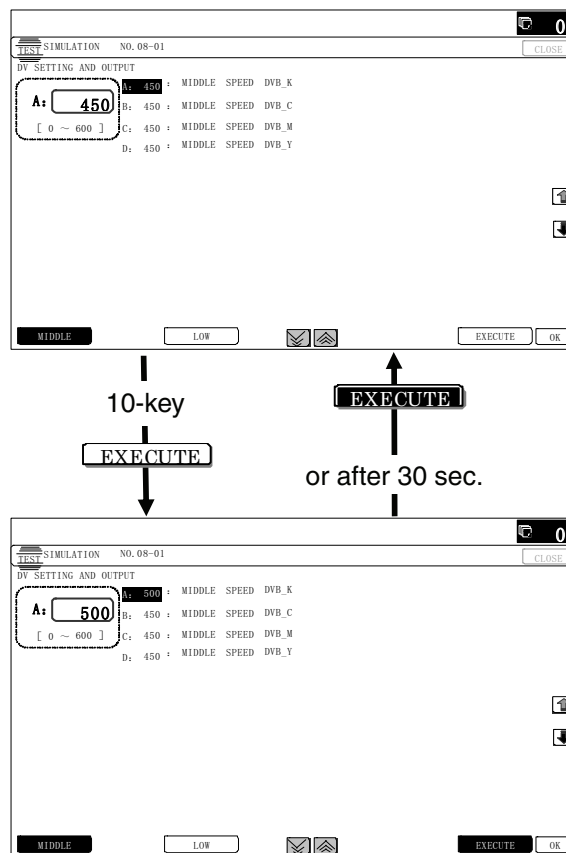 0
TEST SIMULATION NO. 08-01
CLOSE
DV SETTING AND OUTPUT
A: 450
[ 0 ~ 600 ]
A: 450 : MIDDLE SPEED DVB_K
B: 450 : MIDDLE SPEED DVB_C
C: 450 : MIDDLE SPEED DVB_M
D: 450 : MIDDLE SPEED DVB_Y
MIDDLE
LOW
EXECUTE
OK
10-key
EXECUTE
EXECUTE
or after 30 sec.
0
TEST SIMULATION NO. 08-01
CLOSE
DV SETTING AND OUTPUT
A: 500
[ 0 ~ 600 ]
A: 500 : MIDDLE SPEED DVB_K
B: 450 : MIDDLE SPEED DVB_C
C: 450 : MIDDLE SPEED DVB_M
D: 450 : MIDDLE SPEED DVB_Y
MIDDLE
LOW
EXECUTE
OK